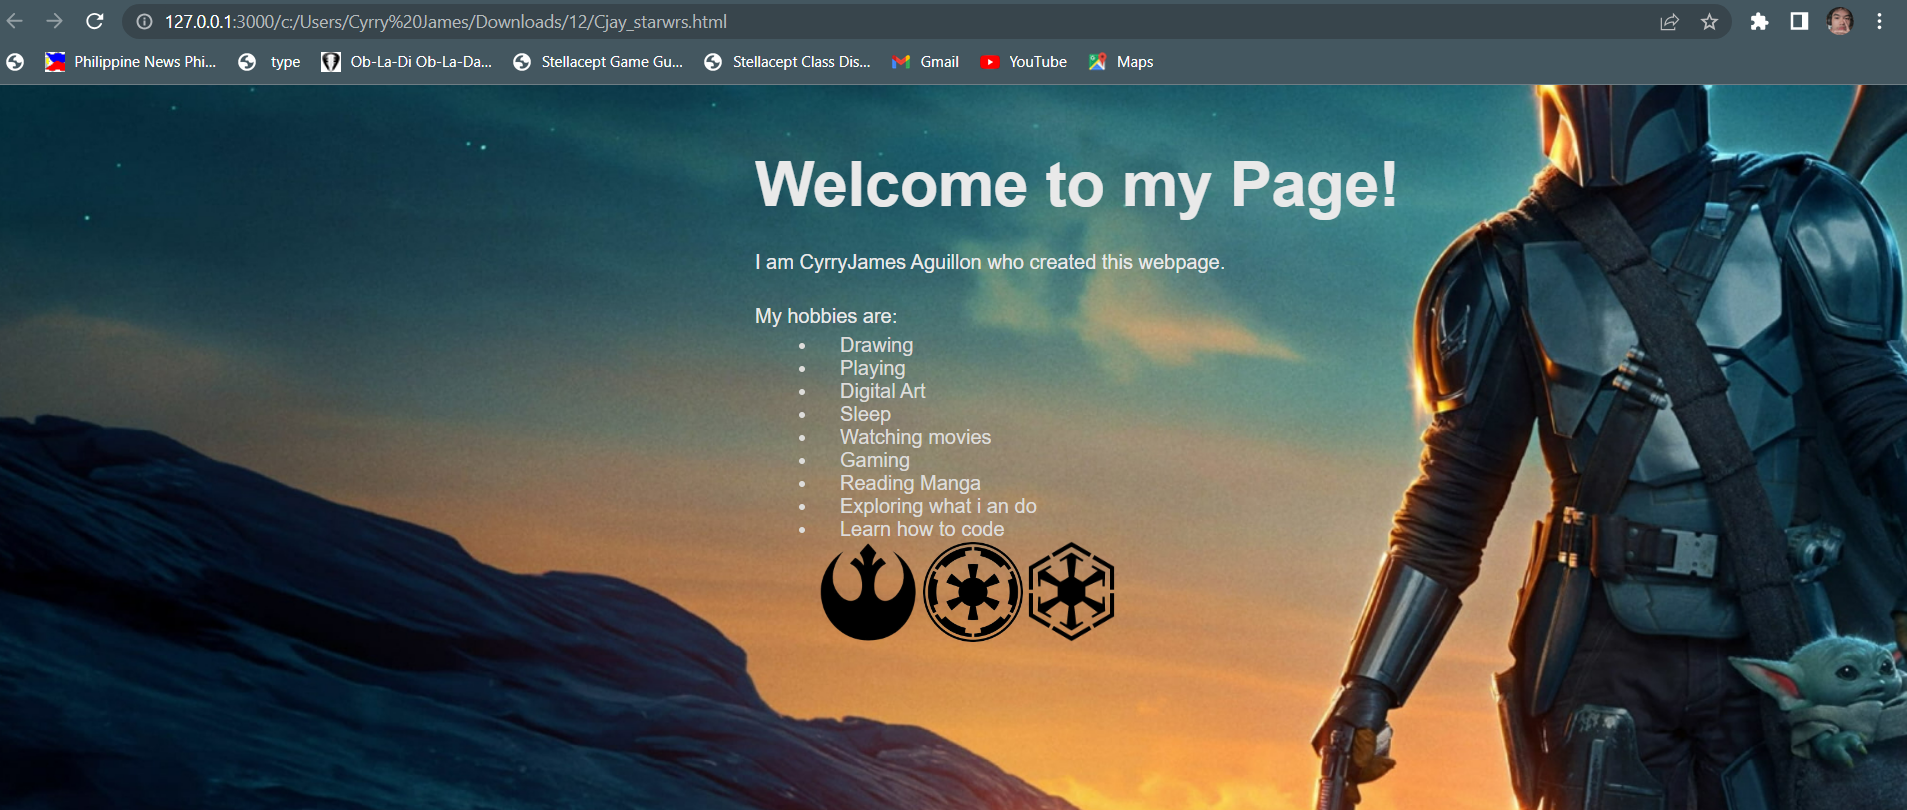 127.0.0.1:3000/c:/Users/Cyrry%20James/Downloads/12/Cjay_starwrs.html
Philippine News Phi... type Ob-La-Di Ob-La-Da... Stellacept Game Gu... Stellacept Class Dis... Gmail YouTube Maps
Welcome to my Page!
I am CyrryJames Aguillon who created this webpage.
My hobbies are:
• Drawing
• Playing
• Digital Art
• Sleep
• Watching movies
• Gaming
• Reading Manga
• Exploring what i an do
• Learn how to code